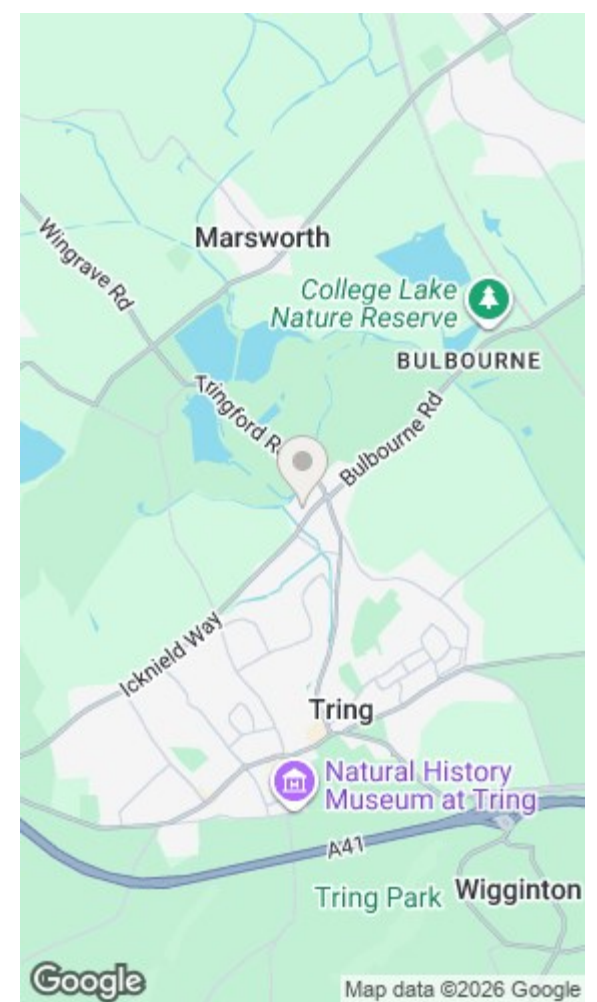 Marsworth
Wingrave Rd
College Lake
Nature Reserve
BULBOURNE
Tringford
Bulbourne Rd
Icknield Way
Tring
Natural History
Museum at Tring
A41
Tring Park
Wigginton
Google
Map data ©2026 Google